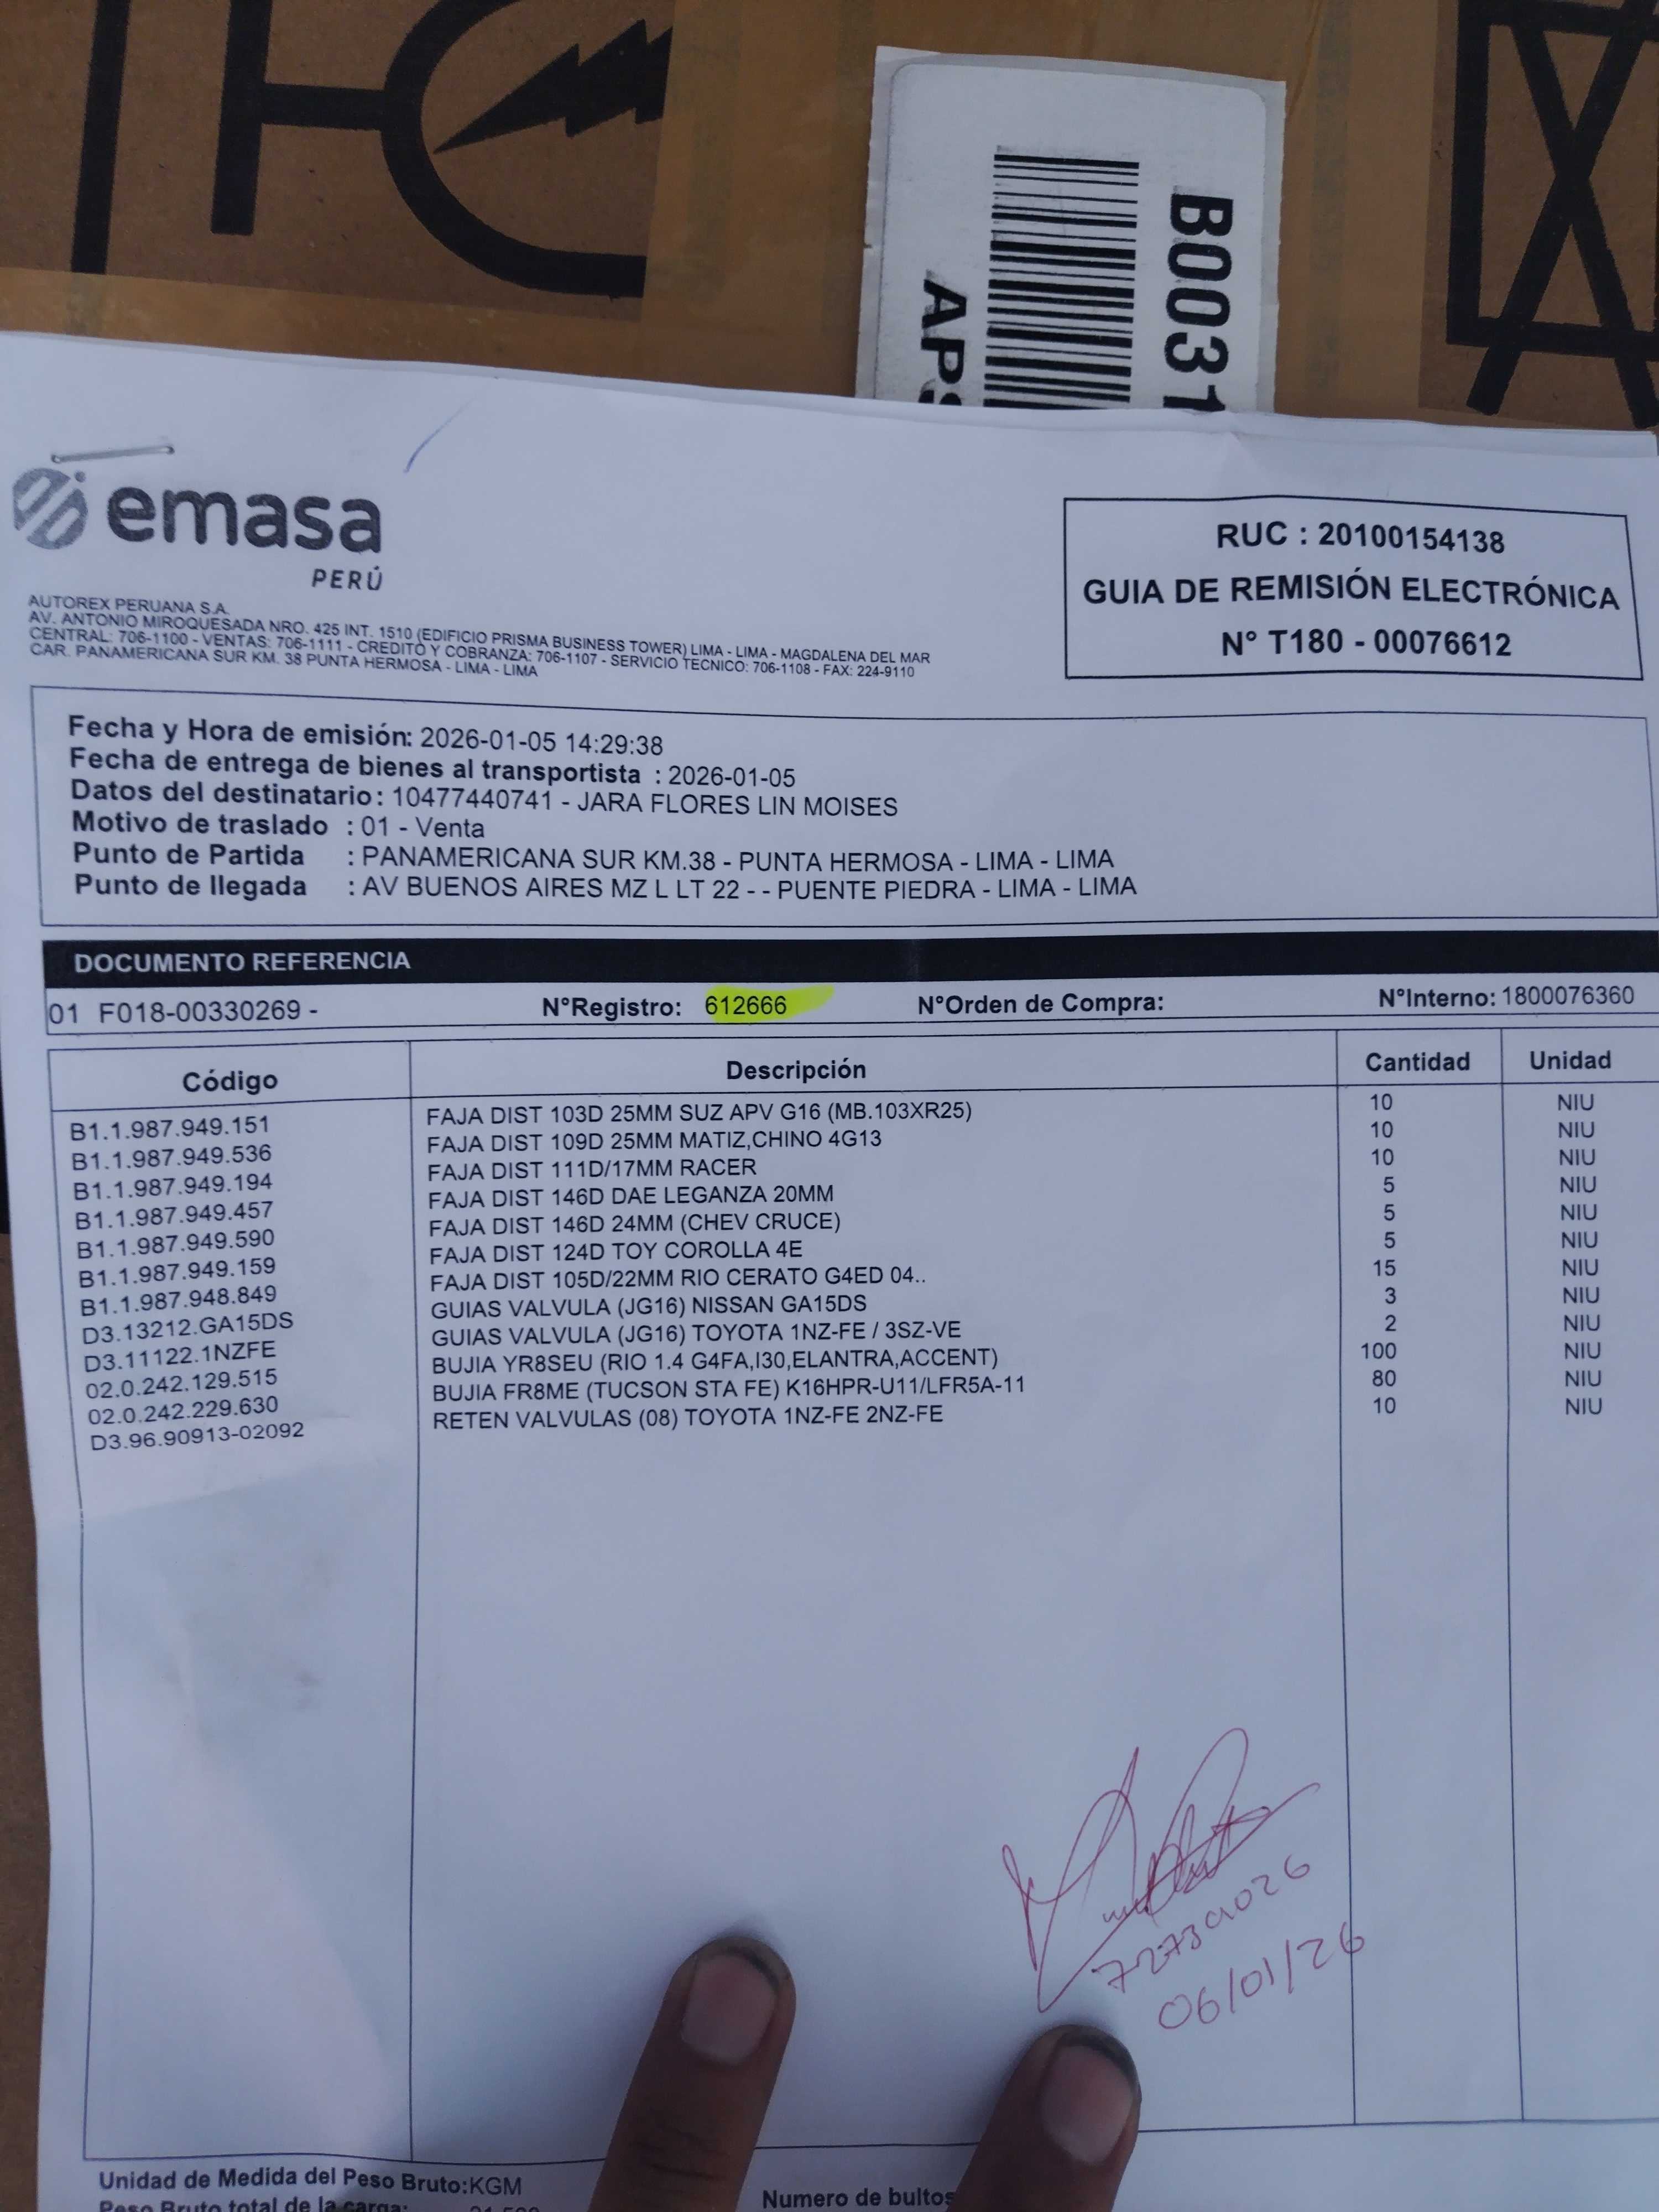 B0031
emasa
PERÚ
RUC : 20100154138
GUIA DE REMISIÓN ELECTRÓNICA
N° T180 - 00076612
AUTOREX PERUANA S.A.
AV. ANTONIO MIROQUESADA NRO. 425 INT. 1510 (EDIFICIO PRISMA BUSINESS TOWER) LIMA - LIMA - MAGDALENA DEL MAR
CENTRAL: 706-1100 - VENTAS: 706-1111 - CREDITO Y COBRANZA: 706-1107 - SERVICIO TECNICO: 706-1108 - FAX: 224-9110
CAR. PANAMERICANA SUR KM. 38 PUNTA HERMOSA - LIMA - LIMA
Fecha y Hora de emisión: 2026-01-05 14:29:38
Fecha de entrega de bienes al transportista : 2026-01-05
Datos del destinatario: 10477440741 - JARA FLORES LIN MOISES
Motivo de traslado : 01 - Venta
Punto de Partida : PANAMERICANA SUR KM.38 - PUNTA HERMOSA - LIMA - LIMA
Punto de llegada : AV BUENOS AIRES MZ L LT 22 - - PUENTE PIEDRA - LIMA - LIMA
DOCUMENTO REFERENCIA
01 F018-00330269 - N°Registro: 612666 N°Orden de Compra: N°Interno: 1800076360
Código Descripción Cantidad Unidad
B1.1.987.949.151 FAJA DIST 103D 25MM SUZ APV G16 (MB.103XR25) 10 NIU
B1.1.987.949.536 FAJA DIST 109D 25MM MATIZ,CHINO 4G13 10 NIU
B1.1.987.949.194 FAJA DIST 111D/17MM RACER 10 NIU
B1.1.987.949.457 FAJA DIST 146D DAE LEGANZA 20MM 5 NIU
B1.1.987.949.590 FAJA DIST 146D 24MM (CHEV CRUCE) 5 NIU
B1.1.987.949.159 FAJA DIST 124D TOY COROLLA 4E 5 NIU
B1.1.987.948.849 FAJA DIST 105D/22MM RIO CERATO G4ED 04.. 15 NIU
D3.13212.GA15DS GUIAS VALVULA (JG16) NISSAN GA15DS 3 NIU
D3.11122.1NZFE GUIAS VALVULA (JG16) TOYOTA 1NZ-FE / 3SZ-VE 2 NIU
02.0.242.129.515 BUJIA YR8SEU (RIO 1.4 G4FA,I30,ELANTRA,ACCENT) 100 NIU
02.0.242.229.630 BUJIA FR8ME (TUCSON STA FE) K16HPR-U11/LFR5A-11 80 NIU
D3.96.90913-02092 RETEN VALVULAS (08) TOYOTA 1NZ-FE 2NZ-FE 10 NIU
06/01/26
Unidad de Medida del Peso Bruto:KGM
Peso Bruto total de la carga:
Numero de bultos